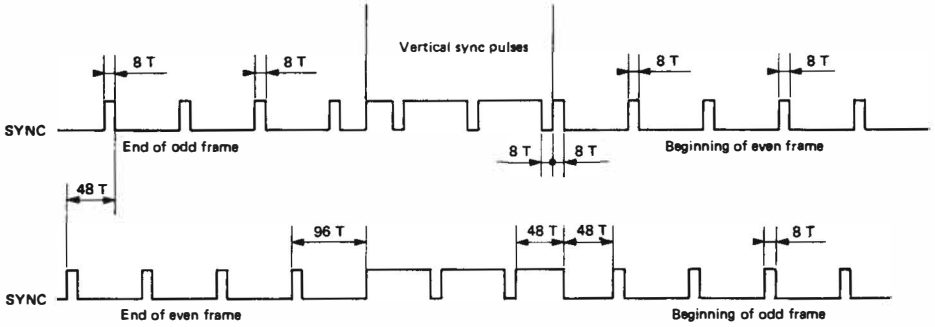 Vertical sync pulses
8 T
8 T
8 T
8 T
SYNC
End of odd frame
Beginning of even frame
8 T
8 T
48 T
96 T
48 T
48 T
8 T
SYNC
End of even frame
Beginning of odd frame